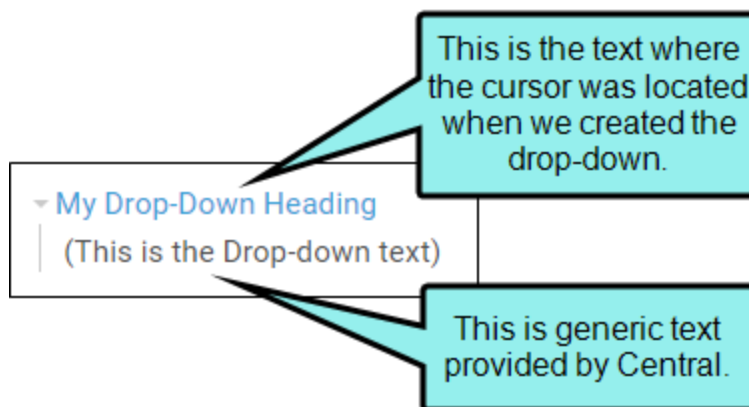 This is the text where
the cursor was located
when we created the
drop-down.
My Drop-Down Heading
(This is the Drop-down text)
This is generic text
provided by Central.